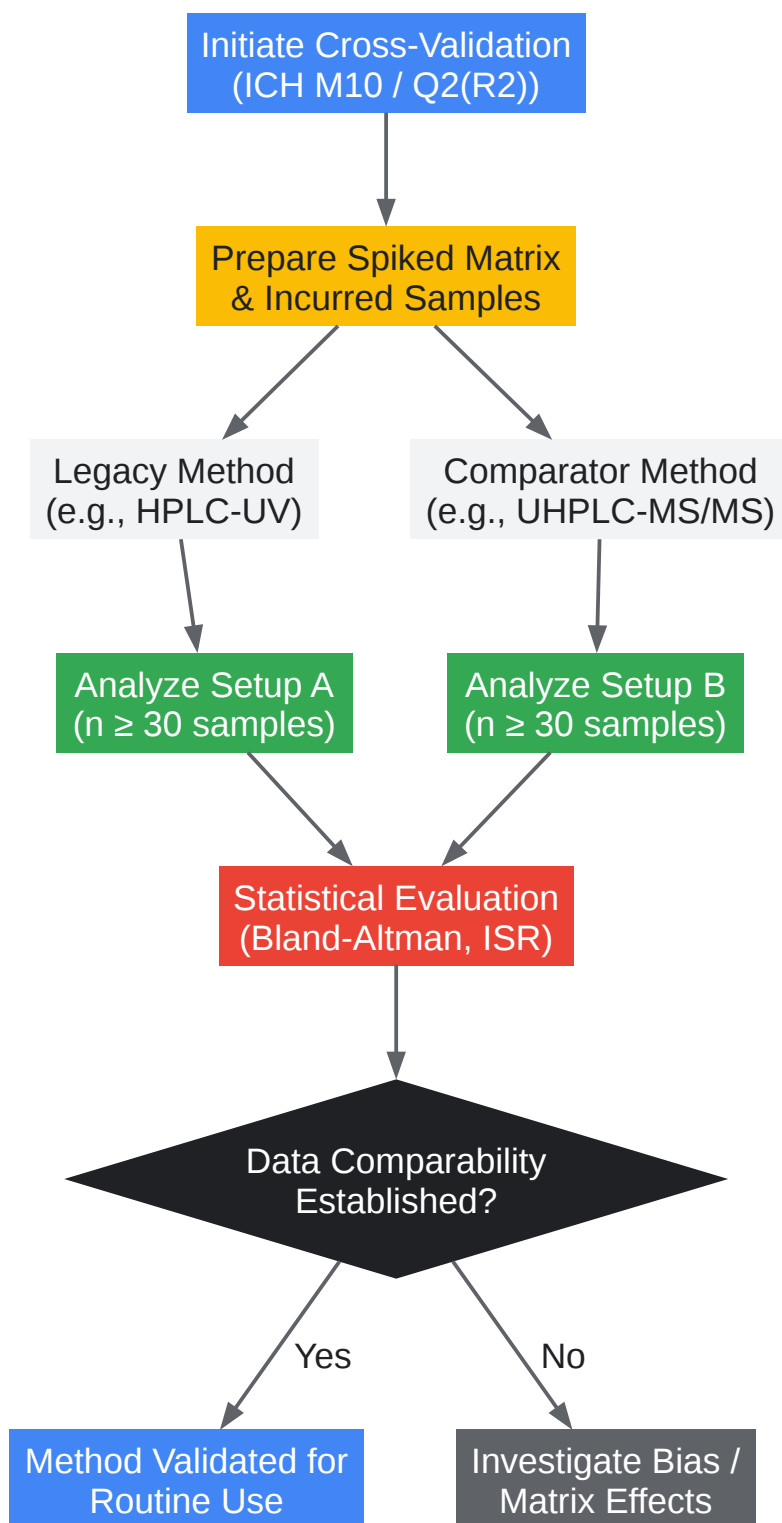 Initiate Cross-Validation
(ICH M10 / Q2(R2))
Prepare Spiked Matrix
& Incurred Samples
Legacy Method
(e.g., HPLC-UV)
Comparator Method
(e.g., UHPLC-MS/MS)
Analyze Setup A
(n ≥ 30 samples)
Analyze Setup B
(n ≥ 30 samples)
Statistical Evaluation
(Bland-Altman, ISR)
Data Comparability
Established?
Yes
No
Method Validated for
Routine Use
Investigate Bias /
Matrix Effects